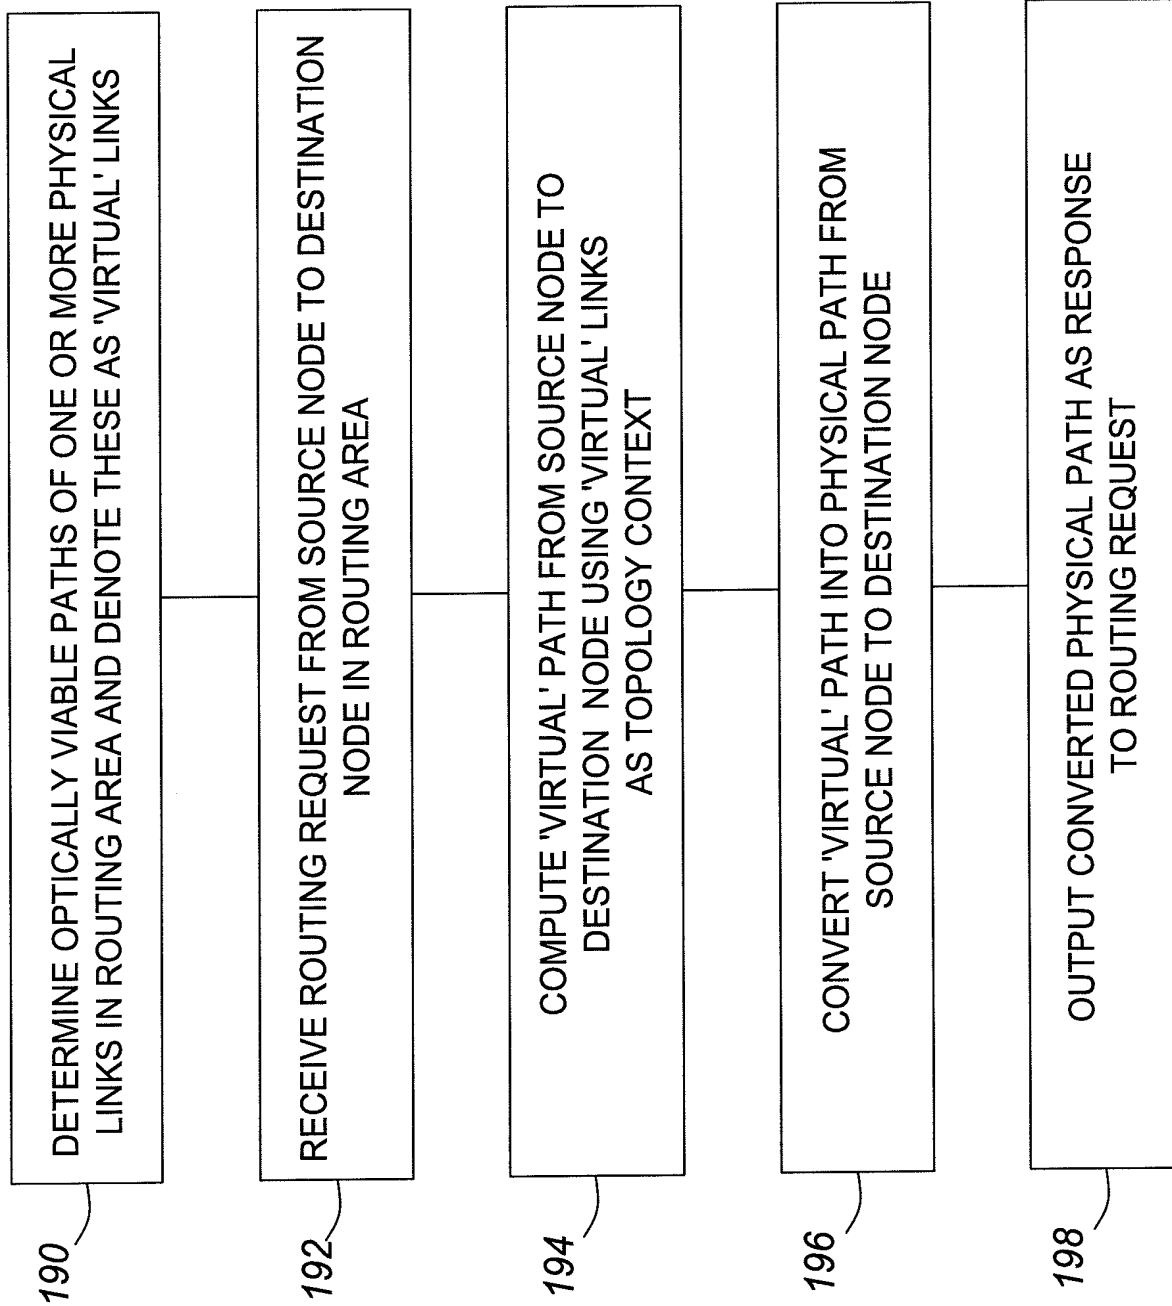 190
DETERMINE OPTICALLY VIABLE PATHS OF ONE OR MORE PHYSICAL
LINKS IN ROUTING AREA AND DENOTE THESE AS 'VIRTUAL' LINKS
192
RECEIVE ROUTING REQUEST FROM SOURCE NODE TO DESTINATION
NODE IN ROUTING AREA
194
COMPUTE 'VIRTUAL' PATH FROM SOURCE NODE TO
DESTINATION NODE USING 'VIRTUAL' LINKS
AS TOPOLOGY CONTEXT
196
CONVERT 'VIRTUAL' PATH INTO PHYSICAL PATH FROM
SOURCE NODE TO DESTINATION NODE
198
OUTPUT CONVERTED PHYSICAL PATH AS RESPONSE
TO ROUTING REQUEST